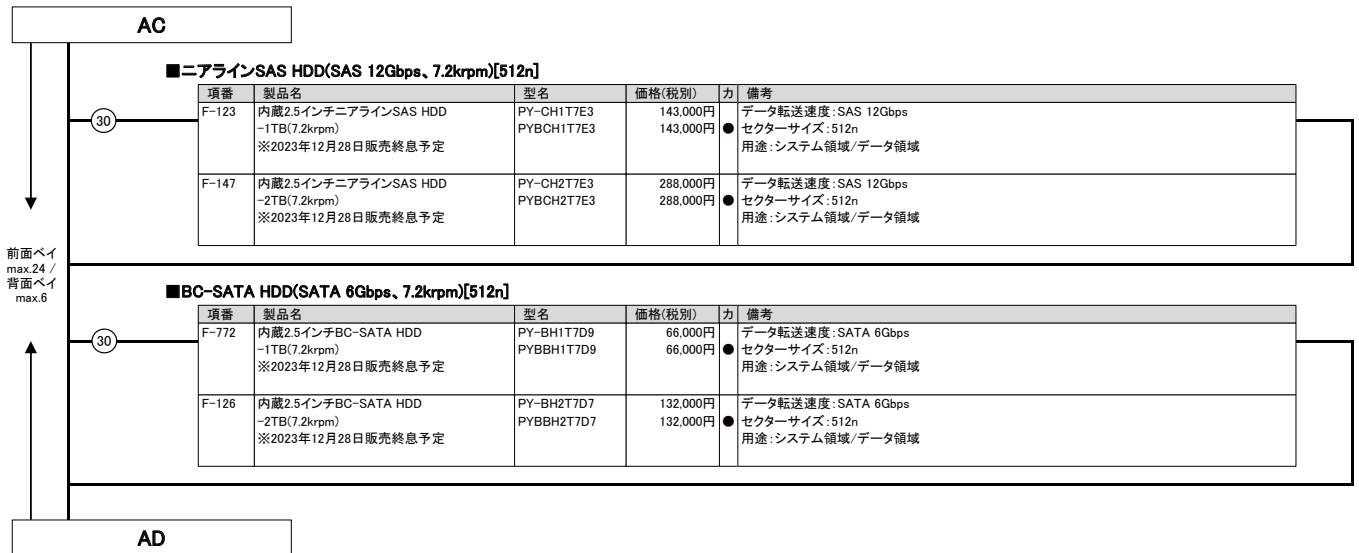 AC
■ニアラインSAS HDD(SAS 12Gbps、7.2krpm)[512n]
項番 製品名 型名 価格(税別) カ 備考
30
F-123 内蔵2.5インチニアラインSAS HDD PY-CH1T7E3 143,000円 データ転送速度:SAS 12Gbps
-1TB(7.2krpm) PYBCH1T7E3 143,000円 ● セクターサイズ:512n
※2023年12月28日販売終息予定 用途:システム領域/データ領域
F-147 内蔵2.5インチニアラインSAS HDD PY-CH2T7E3 288,000円 データ転送速度:SAS 12Gbps
-2TB(7.2krpm) PYBCH2T7E3 288,000円 ● セクターサイズ:512n
※2023年12月28日販売終息予定 用途:システム領域/データ領域
前面ベイ
max.24 /
背面ベイ
max.6
■BC-SATA HDD(SATA 6Gbps、7.2krpm)[512n]
項番 製品名 型名 価格(税別) カ 備考
30
F-772 内蔵2.5インチBC-SATA HDD PY-BH1T7D9 66,000円 データ転送速度:SATA 6Gbps
-1TB(7.2krpm) PYBBH1T7D9 66,000円 ● セクターサイズ:512n
※2023年12月28日販売終息予定 用途:システム領域/データ領域
F-126 内蔵2.5インチBC-SATA HDD PY-BH2T7D7 132,000円 データ転送速度:SATA 6Gbps
-2TB(7.2krpm) PYBBH2T7D7 132,000円 ● セクターサイズ:512n
※2023年12月28日販売終息予定 用途:システム領域/データ領域
AD